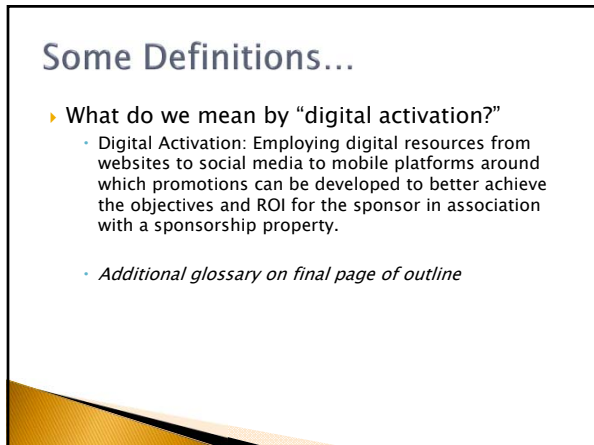 Some Definitions…
What do we mean by “digital activation?”
Digital Activation: Employing digital resources from
websites to social media to mobile platforms around
which promotions can be developed to better achieve
the objectives and ROI for the sponsor in association
with a sponsorship property.
Additional glossary on final page of outline